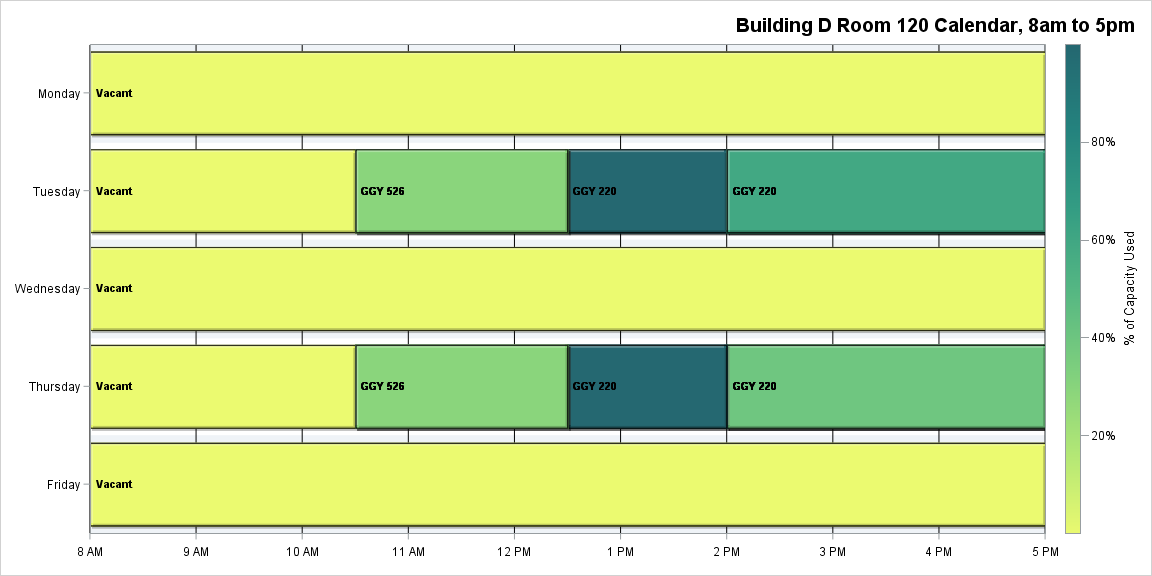 Building D Room 120 Calendar, 8am to 5pm
Monday
Vacant
Tuesday
Vacant
GGY 526
GGY 220
GGY 220
Wednesday
Vacant
Thursday
Vacant
GGY 526
GGY 220
GGY 220
Friday
Vacant
8 AM
9 AM
10 AM
11 AM
12 PM
1 PM
2 PM
3 PM
4 PM
5 PM
80%
60%
40%
20%
% of Capacity Used